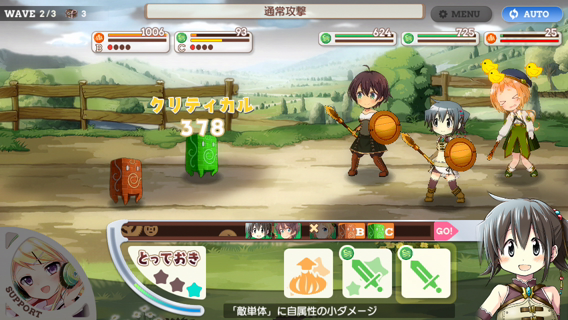 WAVE 2/3 3
通常攻撃
MENU
AUTO
B 1006
C 93
624
725
25
クリティカル
378
B C GO!
とっておき
SUPPORT
「敵単体」に自属性の小ダメージ